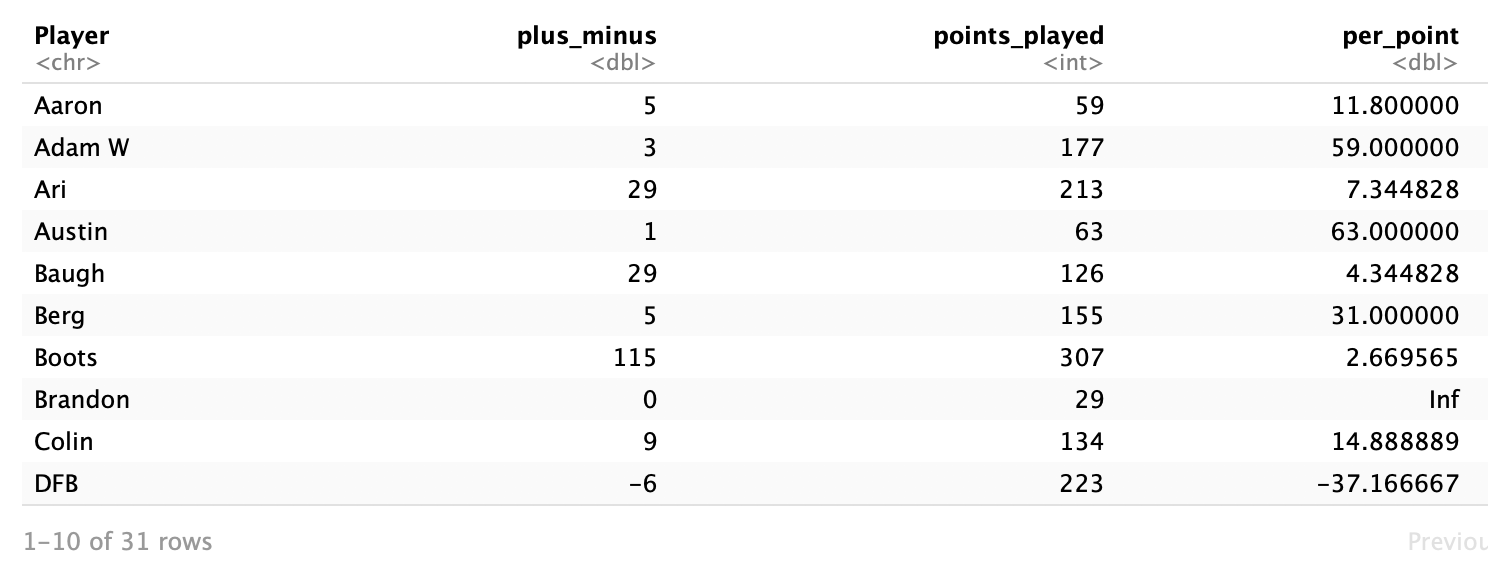 Player plus_minus points_played per_point
<chr> <dbl> <int> <dbl>
Aaron 5 59 11.800000
Adam W 3 177 59.000000
Ari 29 213 7.344828
Austin 1 63 63.000000
Baugh 29 126 4.344828
Berg 5 155 31.000000
Boots 115 307 2.669565
Brandon 0 29 Inf
Colin 9 134 14.888889
DFB -6 223 -37.166667
1-10 of 31 rows Previou